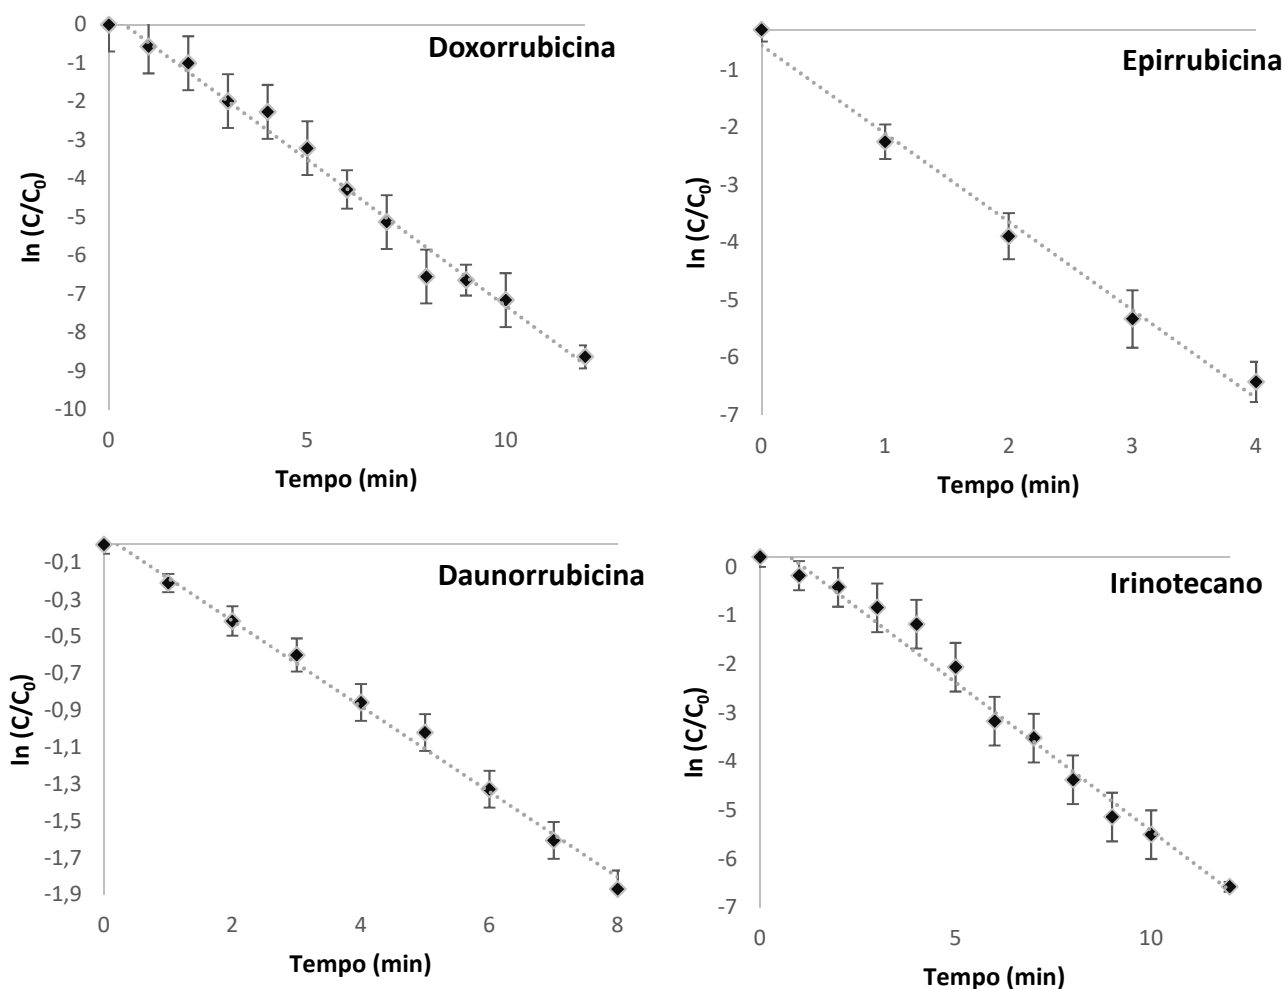 Doxorrubicina
ln (C/C₀)
0
-1
-2
-3
-4
-5
-6
-7
-8
-9
-10
0 5 10
Tempo (min)
Epirrubicina
ln (C/C₀)
-1
-2
-3
-4
-5
-6
-7
0 1 2 3 4
Tempo (min)
Daunorrubicina
ln (C/C₀)
-0,1
-0,3
-0,5
-0,7
-0,9
-1,1
-1,3
-1,5
-1,7
-1,9
0 2 4 6 8
Tempo (min)
Irinotecano
ln (C/C₀)
0
-1
-2
-3
-4
-5
-6
-7
0 5 10
Tempo (min)